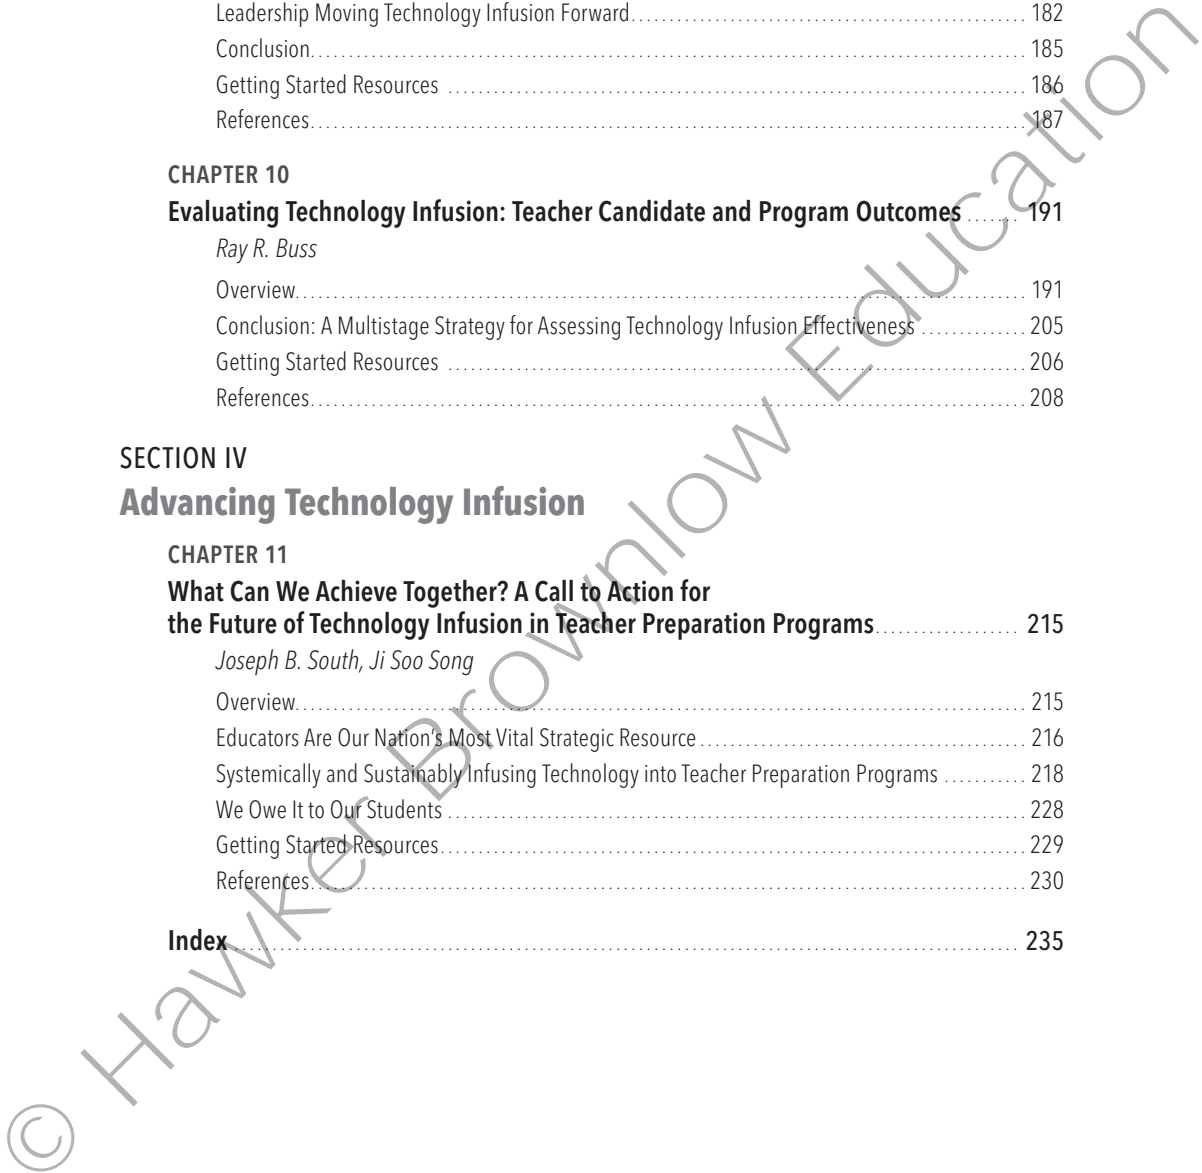 Leadership Moving Technology Infusion Forward 182
Conclusion 185
Getting Started Resources 186
References 187
CHAPTER 10
Evaluating Technology Infusion: Teacher Candidate and Program Outcomes 191
Ray R. Buss
Overview 191
Conclusion: A Multistage Strategy for Assessing Technology Infusion Effectiveness 205
Getting Started Resources 206
References 208
SECTION IV
Advancing Technology Infusion
CHAPTER 11
What Can We Achieve Together? A Call to Action for
the Future of Technology Infusion in Teacher Preparation Programs 215
Joseph B. South, Ji Soo Song
Overview 215
Educators Are Our Nation's Most Vital Strategic Resource 216
Systemically and Sustainably Infusing Technology into Teacher Preparation Programs 218
We Owe It to Our Students 228
Getting Started Resources 229
References 230
Index 235
© Hawker Brownlow Education